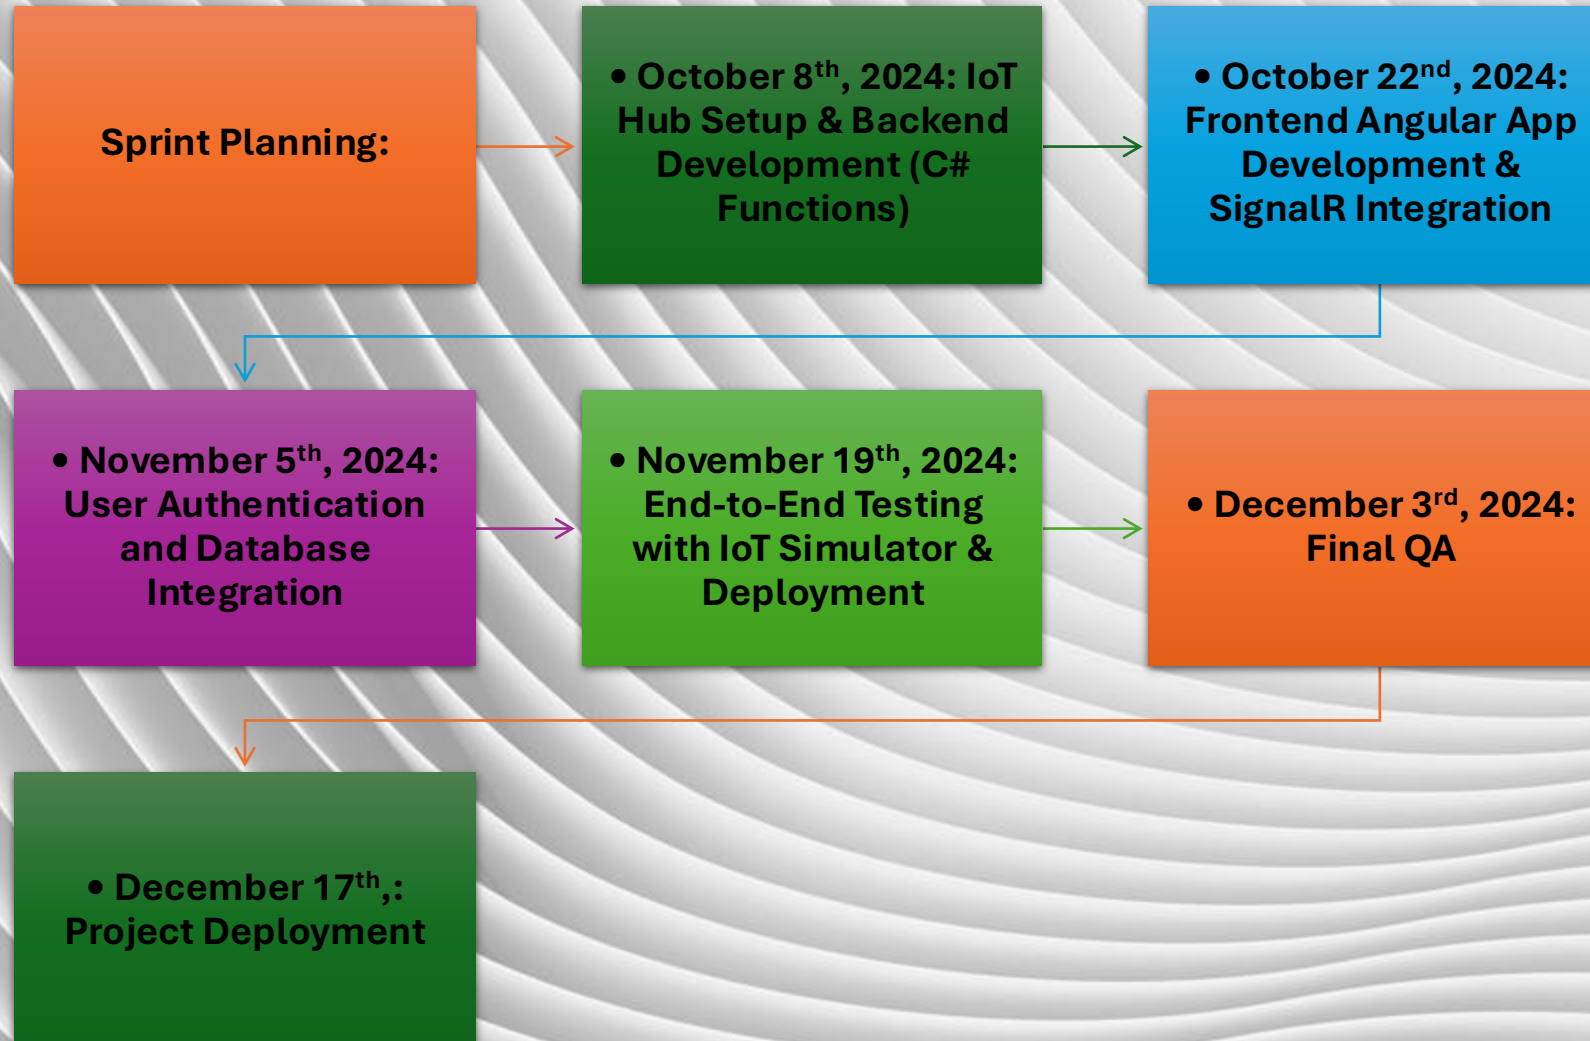 Sprint Planning:
• October 8th, 2024: IoT
Hub Setup & Backend
Development (C#
Functions)
• October 22nd, 2024:
Frontend Angular App
Development &
SignalR Integration
• November 5th, 2024:
User Authentication
and Database
Integration
• November 19th, 2024:
End-to-End Testing
with IoT Simulator &
Deployment
• December 3rd, 2024:
Final QA
• December 17th,:
Project Deployment